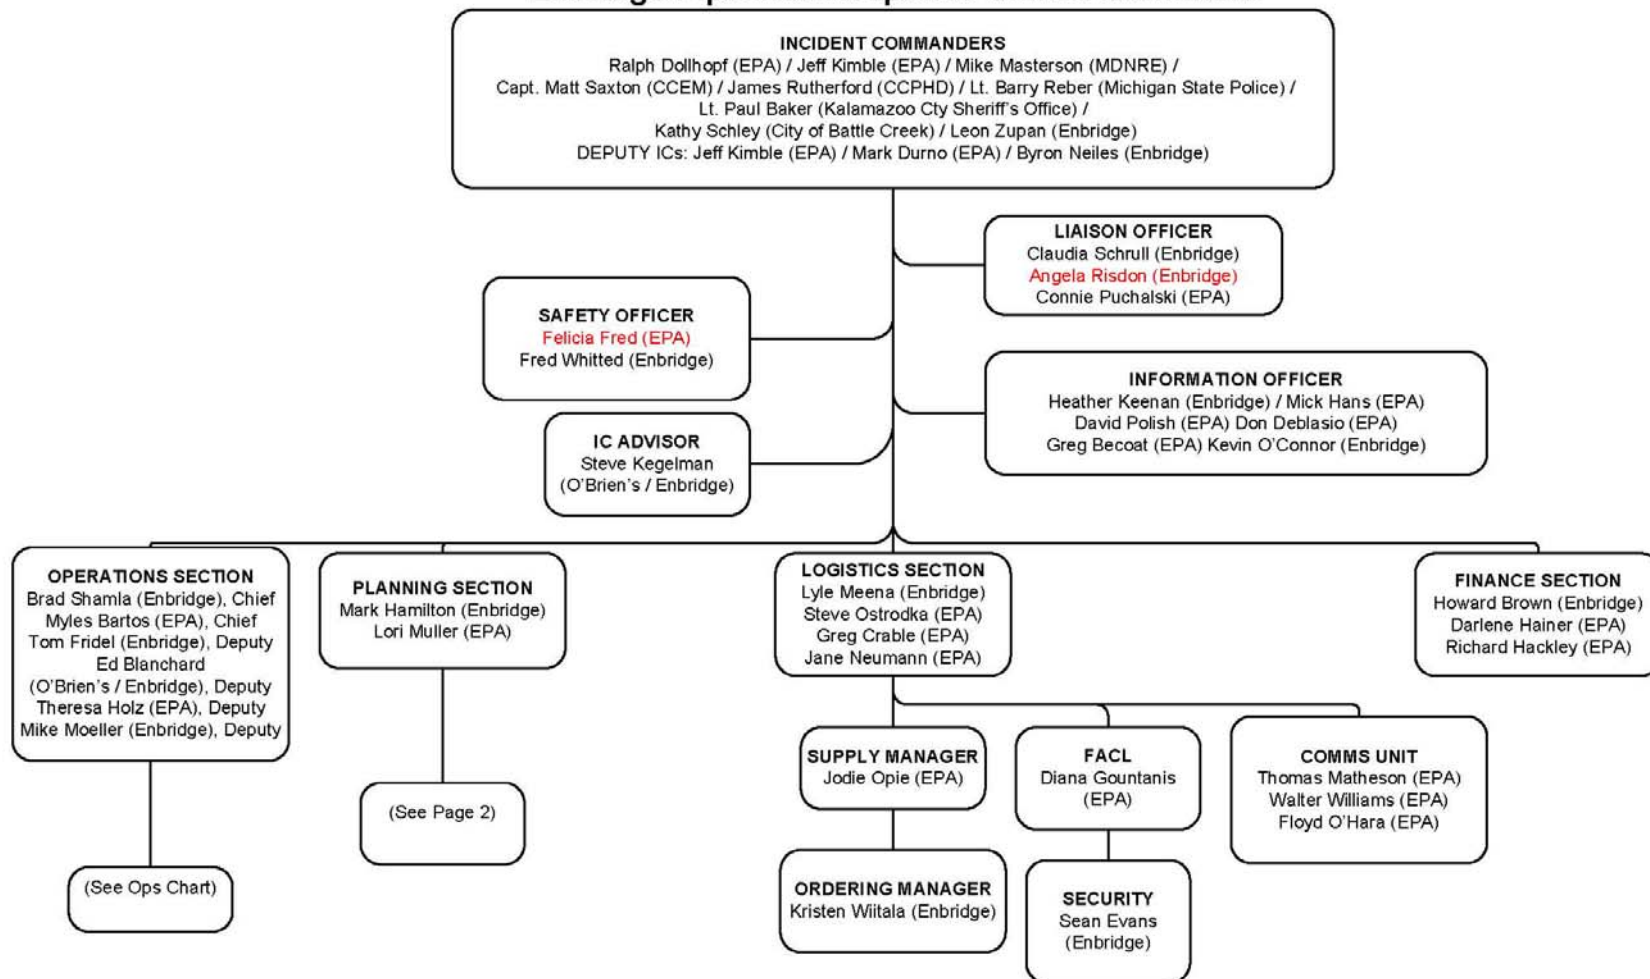 INCIDENT COMMANDERS
Ralph Dollhopf (EPA) / Jeff Kimble (EPA) / Mike Masterson (MDNRE) /
Capt. Matt Saxton (CCEM) / James Rutherford (CCPHD) / Lt. Barry Reber (Michigan State Police) /
Lt. Paul Baker (Kalamazoo Cty Sheriff's Office) /
Kathy Schley (City of Battle Creek) / Leon Zupan (Enbridge)
DEPUTY ICs: Jeff Kimble (EPA) / Mark Durno (EPA) / Byron Neiles (Enbridge)
LIAISON OFFICER
Claudia Schrull (Enbridge)
Angela Risdon (Enbridge)
Connie Puchalski (EPA)
SAFETY OFFICER
Felicia Fred (EPA)
Fred Whitted (Enbridge)
INFORMATION OFFICER
Heather Keenan (Enbridge) / Mick Hans (EPA)
David Polish (EPA) Don Deblasio (EPA)
Greg Becoat (EPA) Kevin O'Connor (Enbridge)
IC ADVISOR
Steve Kegelman
(O'Brien's / Enbridge)
OPERATIONS SECTION
Brad Shamla (Enbridge), Chief
Myles Bartos (EPA), Chief
Tom Fridel (Enbridge), Deputy
Ed Blanchard
(O'Brien's / Enbridge), Deputy
Theresa Holz (EPA), Deputy
Mike Moeller (Enbridge), Deputy
(See Ops Chart)
PLANNING SECTION
Mark Hamilton (Enbridge)
Lori Muller (EPA)
(See Page 2)
LOGISTICS SECTION
Lyle Meena (Enbridge)
Steve Ostrodka (EPA)
Greg Crable (EPA)
Jane Neumann (EPA)
SUPPLY MANAGER
Jodie Opie (EPA)
ORDERING MANAGER
Kristen Wiitala (Enbridge)
FACL
Diana Gountanis
(EPA)
SECURITY
Sean Evans
(Enbridge)
COMMS UNIT
Thomas Matheson (EPA)
Walter Williams (EPA)
Floyd O'Hara (EPA)
FINANCE SECTION
Howard Brown (Enbridge)
Darlene Hainer (EPA)
Richard Hackley (EPA)